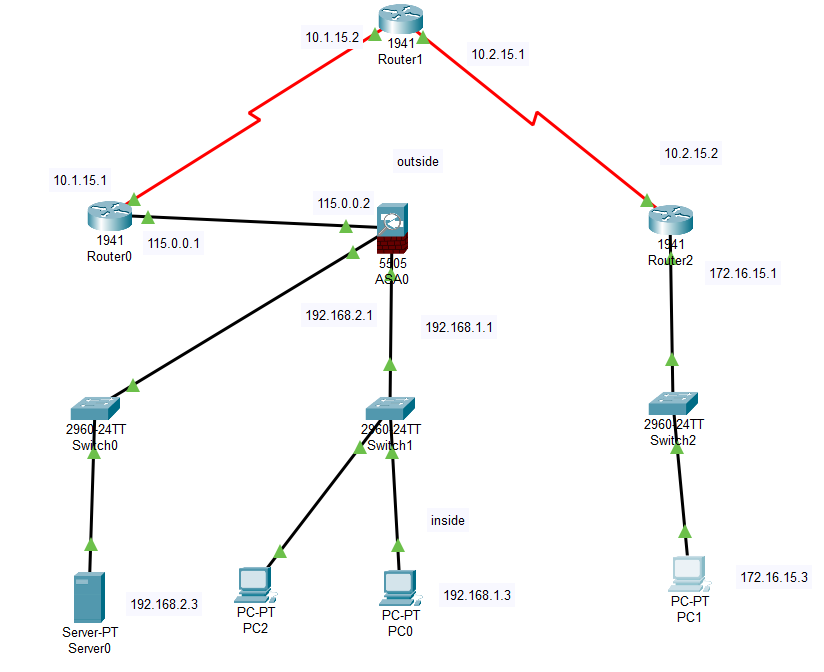 10.1.15.2
1941
Router1
10.2.15.1
outside
10.2.15.2
10.1.15.1
115.0.0.2
1941
Router0
115.0.0.1
5505
ASA0
1941
Router2
172.16.15.1
192.168.2.1
192.168.1.1
2960-24TT
Switch0
2960-24TT
Switch1
2960-24TT
Switch2
inside
192.168.2.3
Server-PT
Server0
PC-PT
PC2
PC-PT
PC0
192.168.1.3
PC-PT
PC1
172.16.15.3